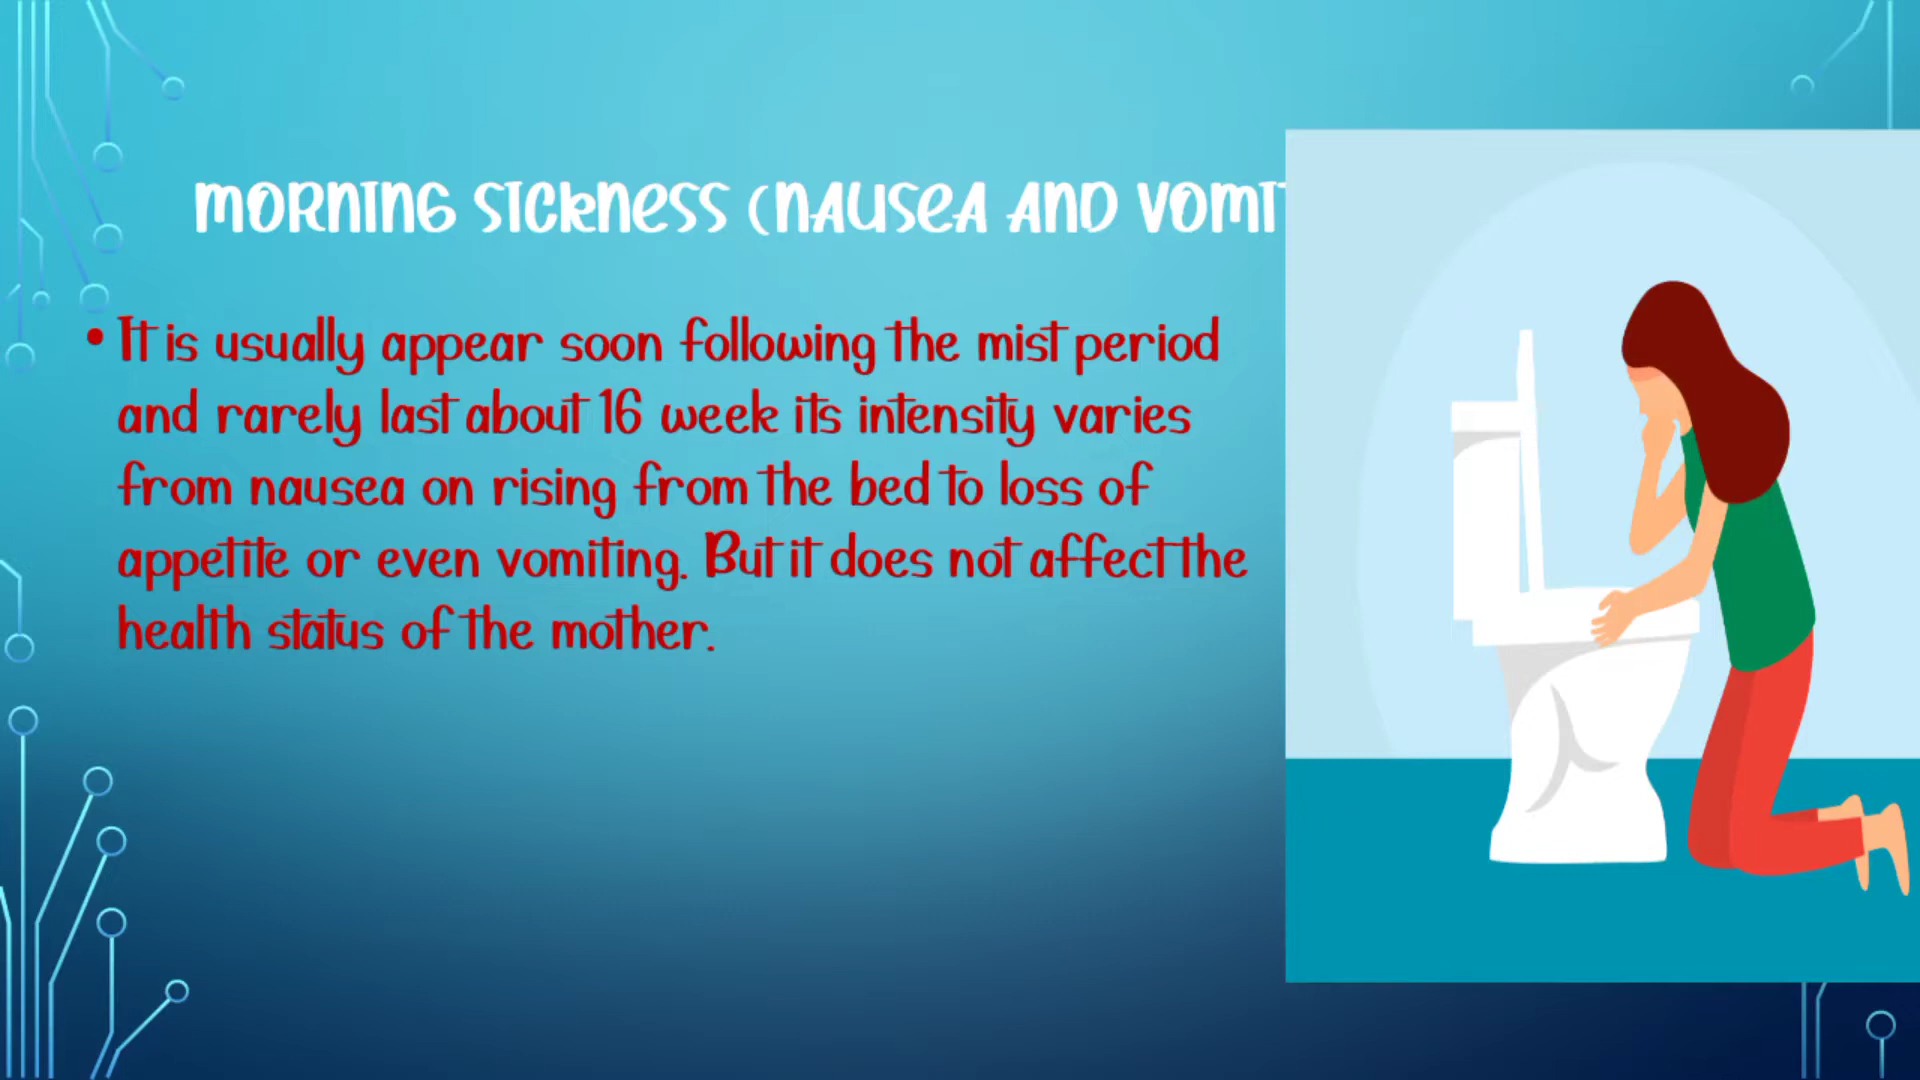 MORNING SICKNESS (NAUSEA AND VOMIT
• It is usually appear soon following the mist period
and rarely last about 16 week its intensity varies
from nausea on rising from the bed to loss of
appetite or even vomiting. But it does not affect the
health status of the mother.